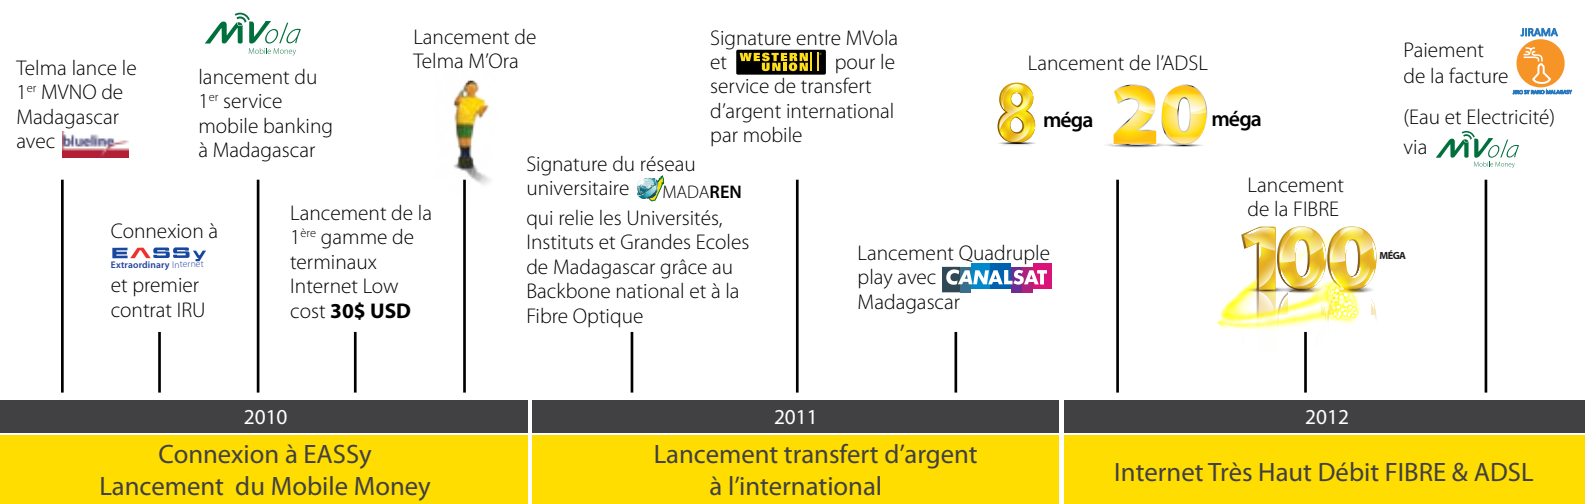 Telma lance le
1er MVNO de
Madagascar
avec blueline
Connexion à
EASSy
Extraordinary Internet
et premier
contrat IRU
MVola
Mobile Money
lancement du
1er service
mobile banking
à Madagascar
Lancement de la
1ère gamme de
terminaux
Internet Low
cost 30$ USD
Lancement de
Telma M'Ora
Signature du réseau
universitaire MADAREN
qui relie les Universités,
Instituts et Grandes Ecoles
de Madagascar grâce au
Backbone national et à la
Fibre Optique
Signature entre MVola
et WESTERN UNION pour le
service de transfert
d'argent international
par mobile
Lancement Quadruple
play avec CANALSAT
Madagascar
Lancement de l'ADSL
8 méga 20 méga
Lancement
de la FIBRE
100 MÉGA
Paiement
de la facture
JIRAMA
JIRO SY RANO MALAGASY
(Eau et Electricité)
via MVola
Mobile Money
2010
2011
2012
Connexion à EASSy
Lancement du Mobile Money
Lancement transfert d'argent
à l'international
Internet Très Haut Débit FIBRE & ADSL